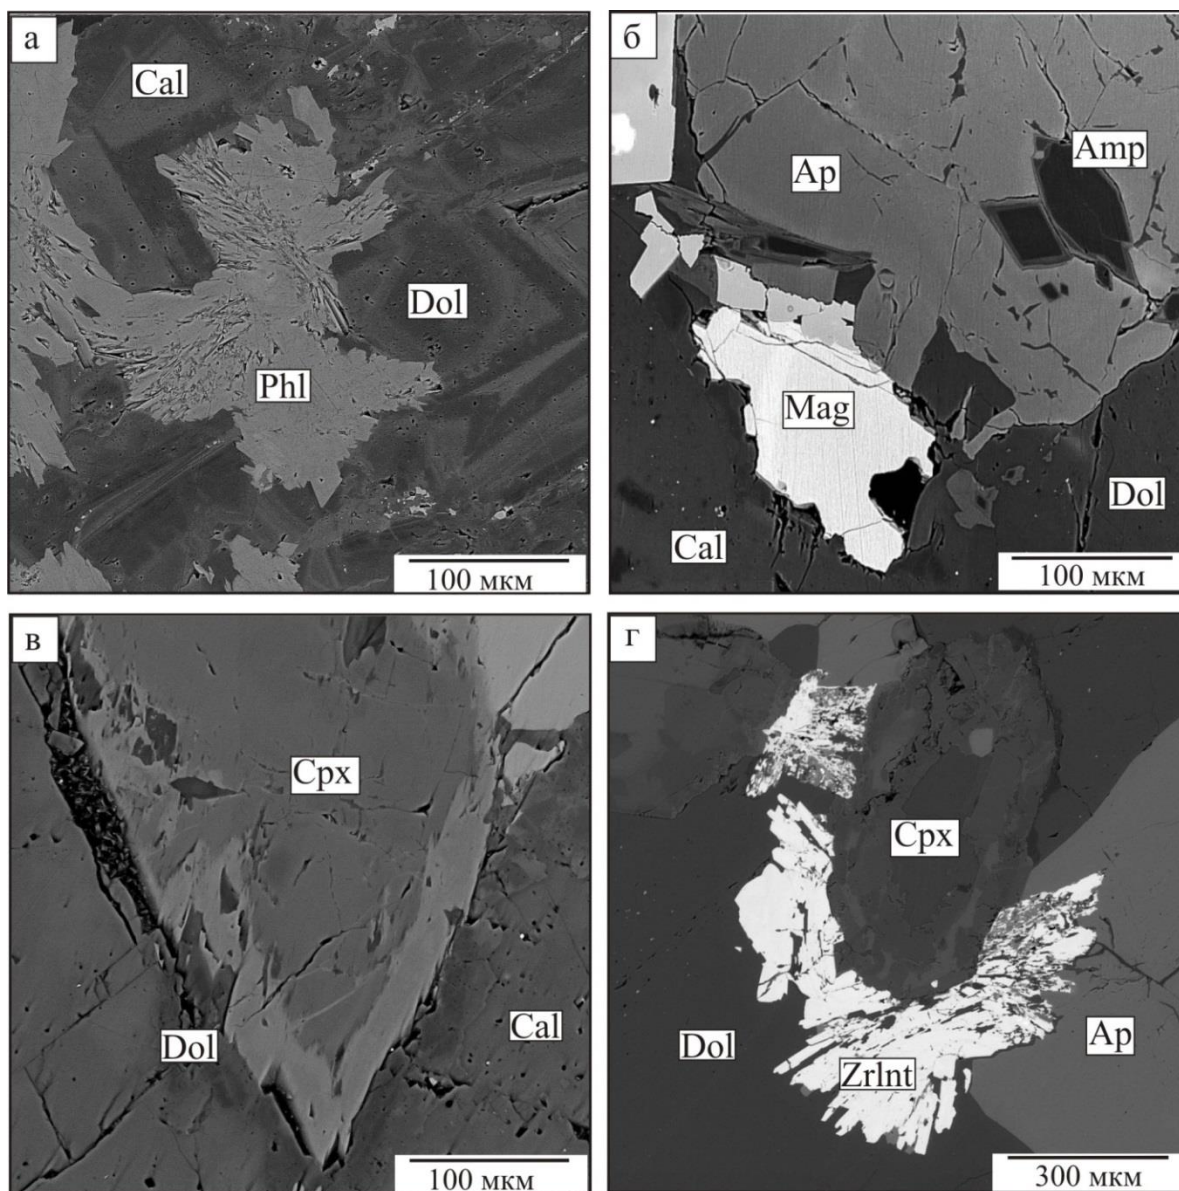 а
Cal
Dol
Phl
100 мкм
б
Ap
Amp
Mag
Cal
Dol
100 мкм
в
Cpx
Dol
Cal
100 мкм
г
Cpx
Dol
Ap
Zrlnt
300 мкм